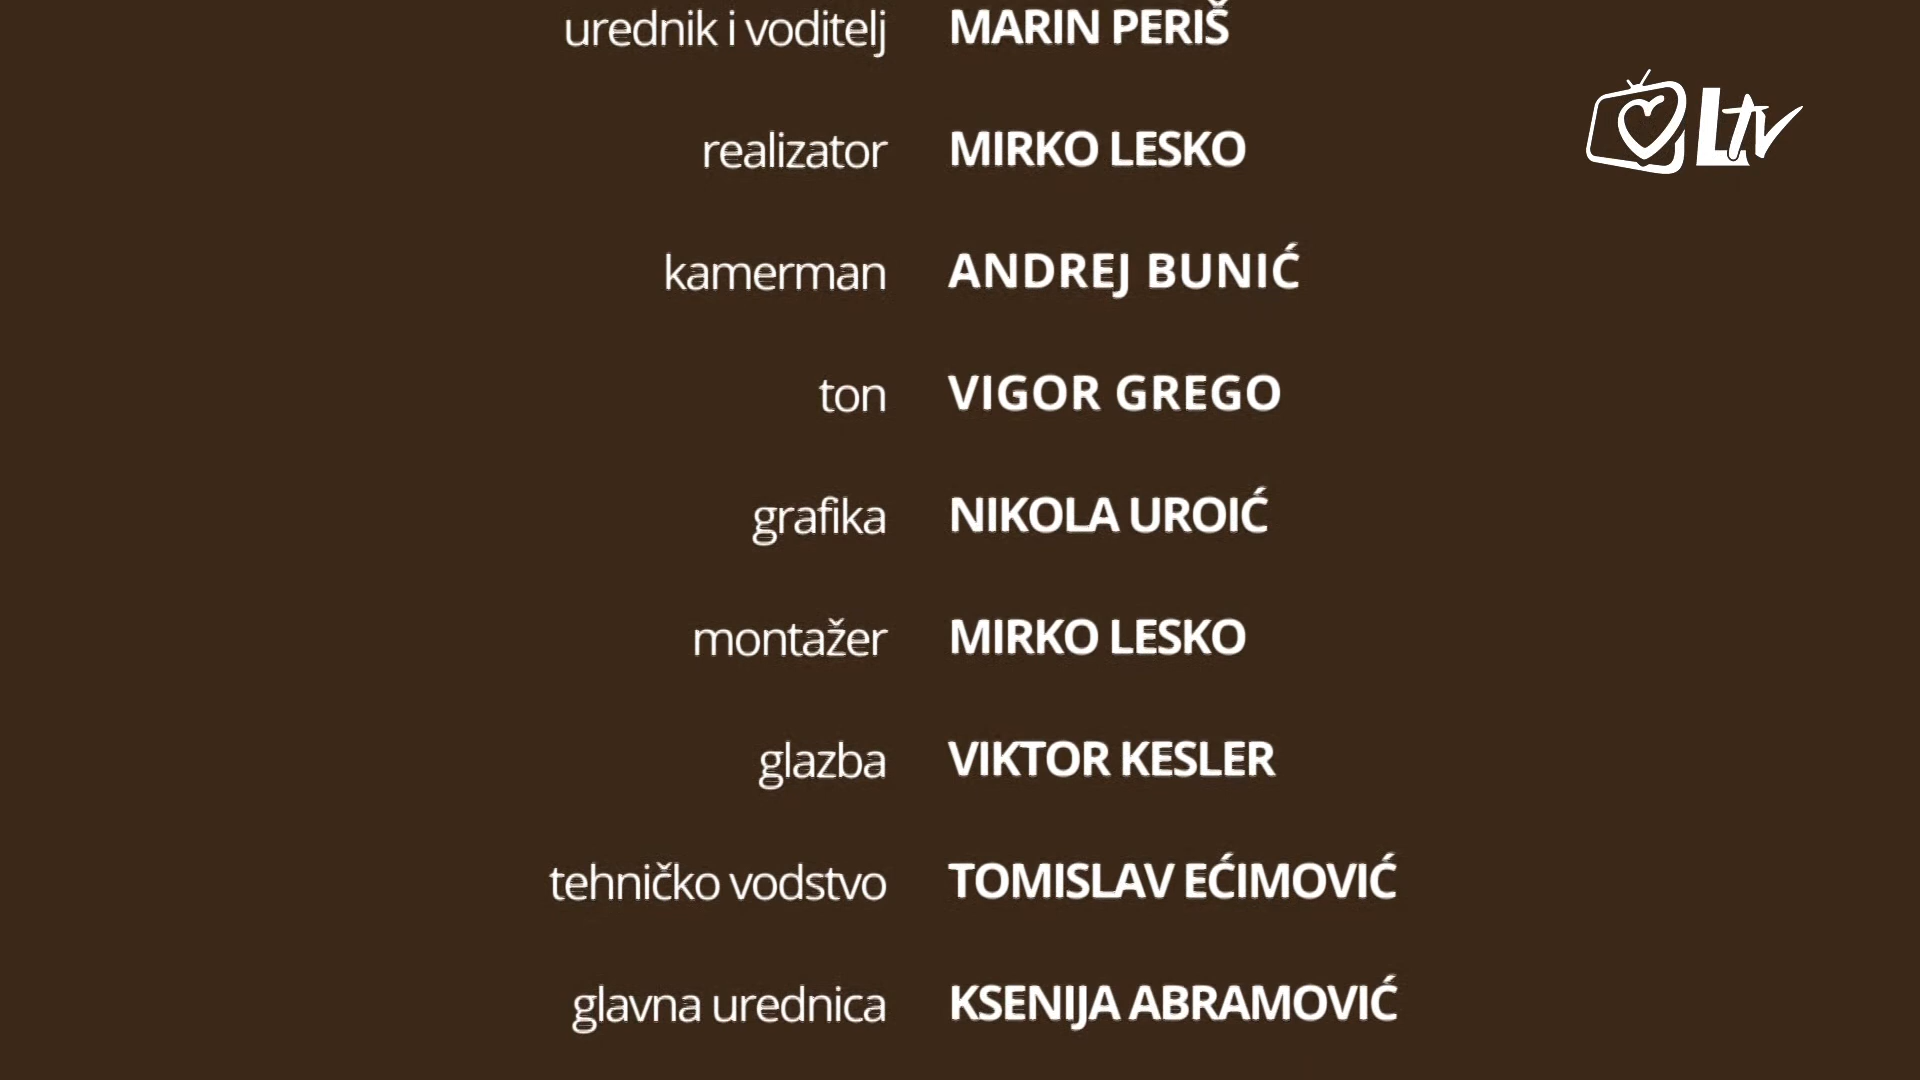 urednik i voditelj MARIN PERIŠ
LTV
realizator MIRKO LESKO
kamerman ANDREJ BUNIĆ
ton VIGOR GREGO
grafika NIKOLA UROIĆ
montažer MIRKO LESKO
glazba VIKTOR KESLER
tehničko vodstvo TOMISLAV EĆIMOVIĆ
glavna urednica KSENIJA ABRAMOVIĆ